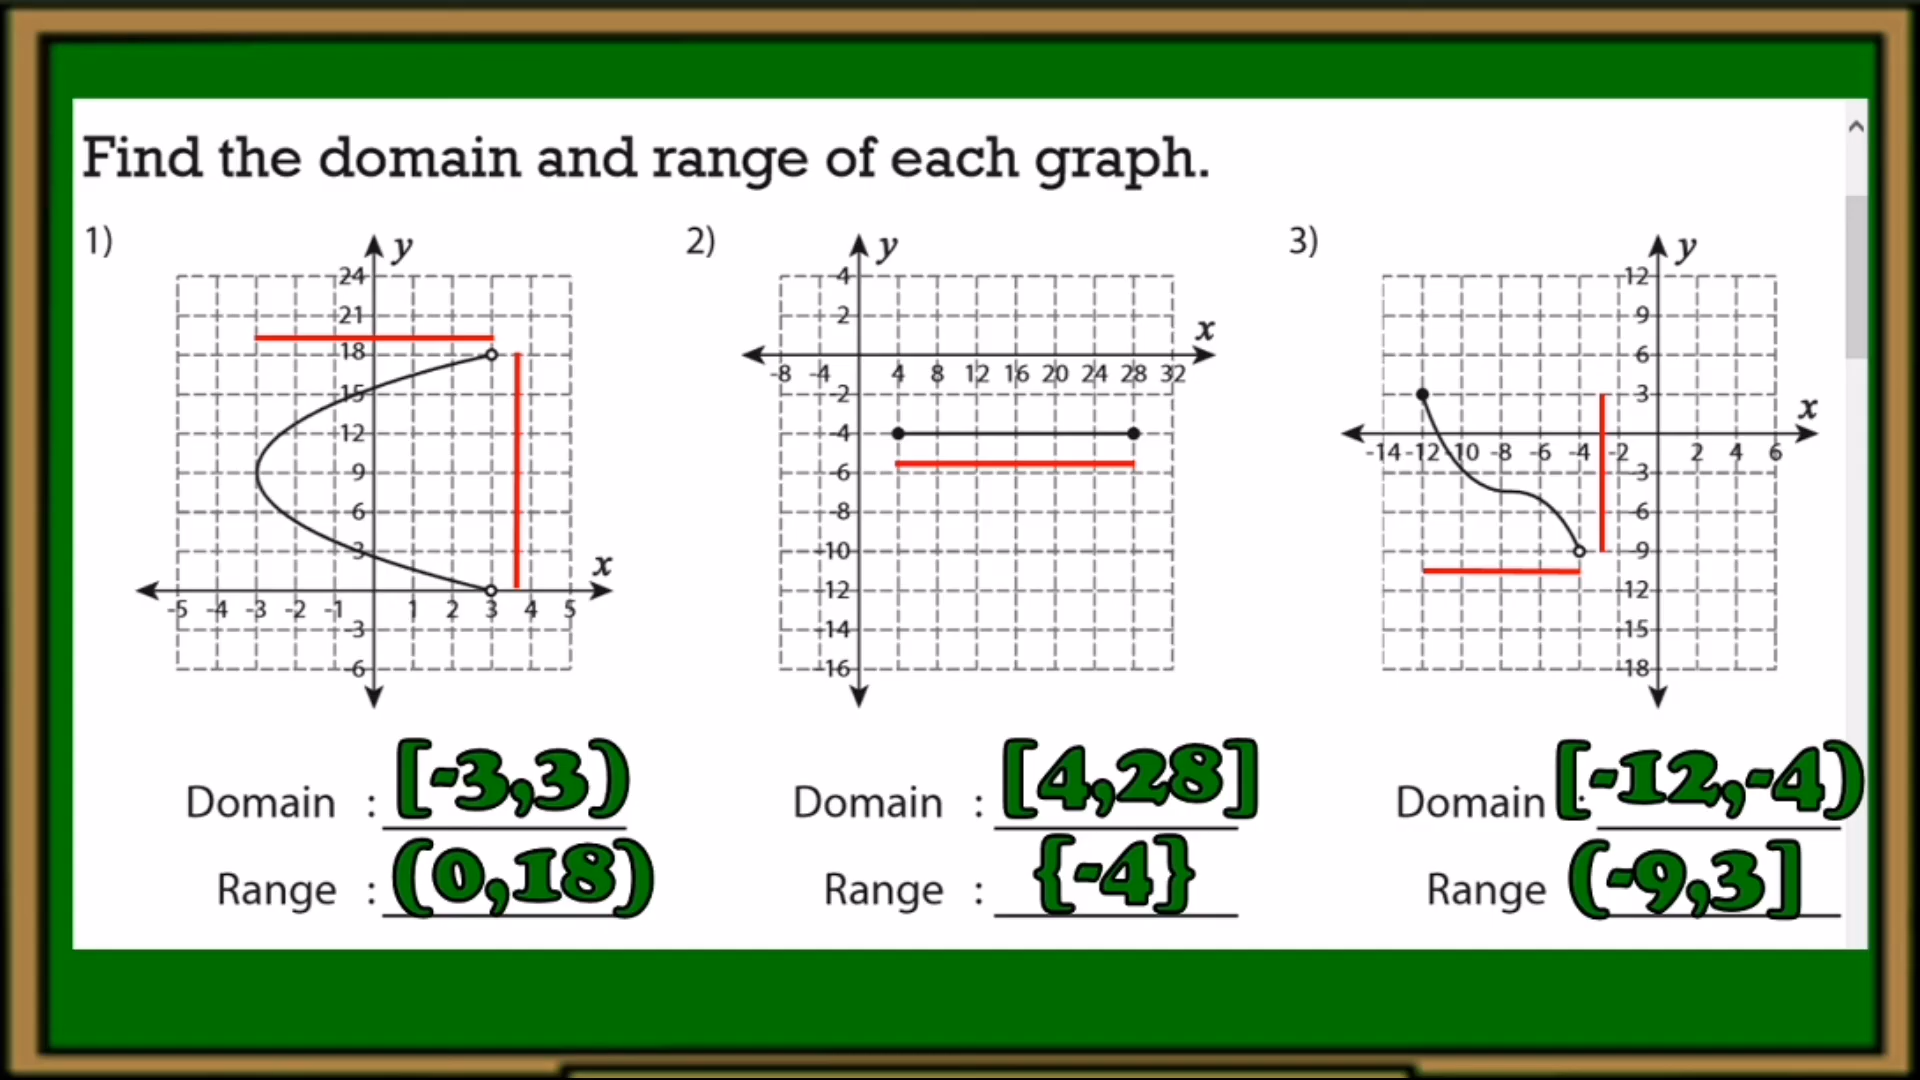 Find the domain and range of each graph.
1)
y
24
21
18
15
12
9
6
3
x
-5 -4 -3 -2 -1 1 2 3 4 5
-3
-6
2)
y
4
2
x
-8 -4 4 8 12 16 20 24 28 32
-2
-4
-6
-8
-10
-12
-14
-16
3)
y
12
9
6
3
x
-14 -12 -10 -8 -6 -4 -2 2 4 6
-3
-6
-9
-12
-15
-18
Domain : [-3,3)
Range : (0,18)
Domain : [4,28]
Range : {-4}
Domain : [-12,-4)
Range (-9,3]